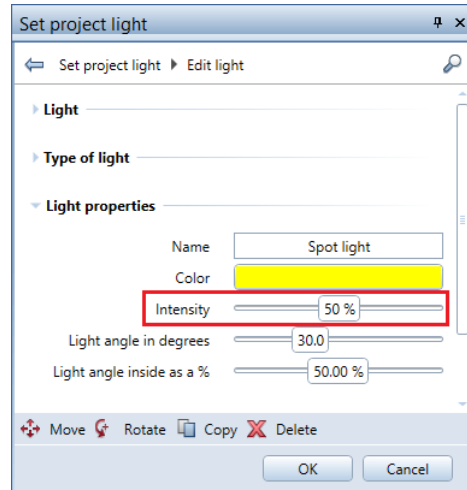 Set project light
Set project light Edit light
Light
Type of light
Light properties
Name Spot light
Color
Intensity 50 %
Light angle in degrees 30.0
Light angle inside as a % 50.00 %
Move Rotate Copy Delete
OK Cancel